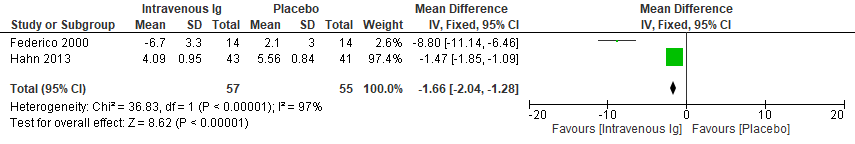 Intravenous Ig Placebo Mean Difference Mean Difference
Study or Subgroup Mean SD Total Mean SD Total Weight IV, Fixed, 95% CI IV, Fixed, 95% CI
Federico 2000 -6.7 3.3 14 2.1 3 14 2.6% -8.80 [-11.14, -6.46]
Hahn 2013 4.09 0.95 43 5.56 0.84 41 97.4% -1.47 [-1.85, -1.09]
Total (95% CI) 57 55 100.0% -1.66 [-2.04, -1.28]
Heterogeneity: Chi² = 36.83, df = 1 (P < 0.00001); I² = 97%
Test for overall effect: Z = 8.62 (P < 0.00001)
-20 -10 0 10 20
Favours [Intravenous Ig] Favours [Placebo]